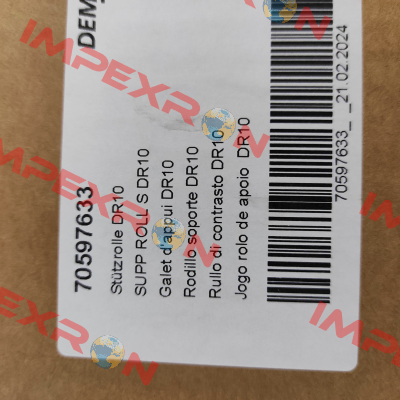 DEM
70597633
Stützrolle DR10
SUPP ROLL S DR10
Galet d'appui DR10
Rodillo soporte DR10
Rullo di contrasto DR10
Jogo rolo de apoio DR10
70597633_ _21.02 2024
IMPEXRON
IMPEXRON
IMPEXRON